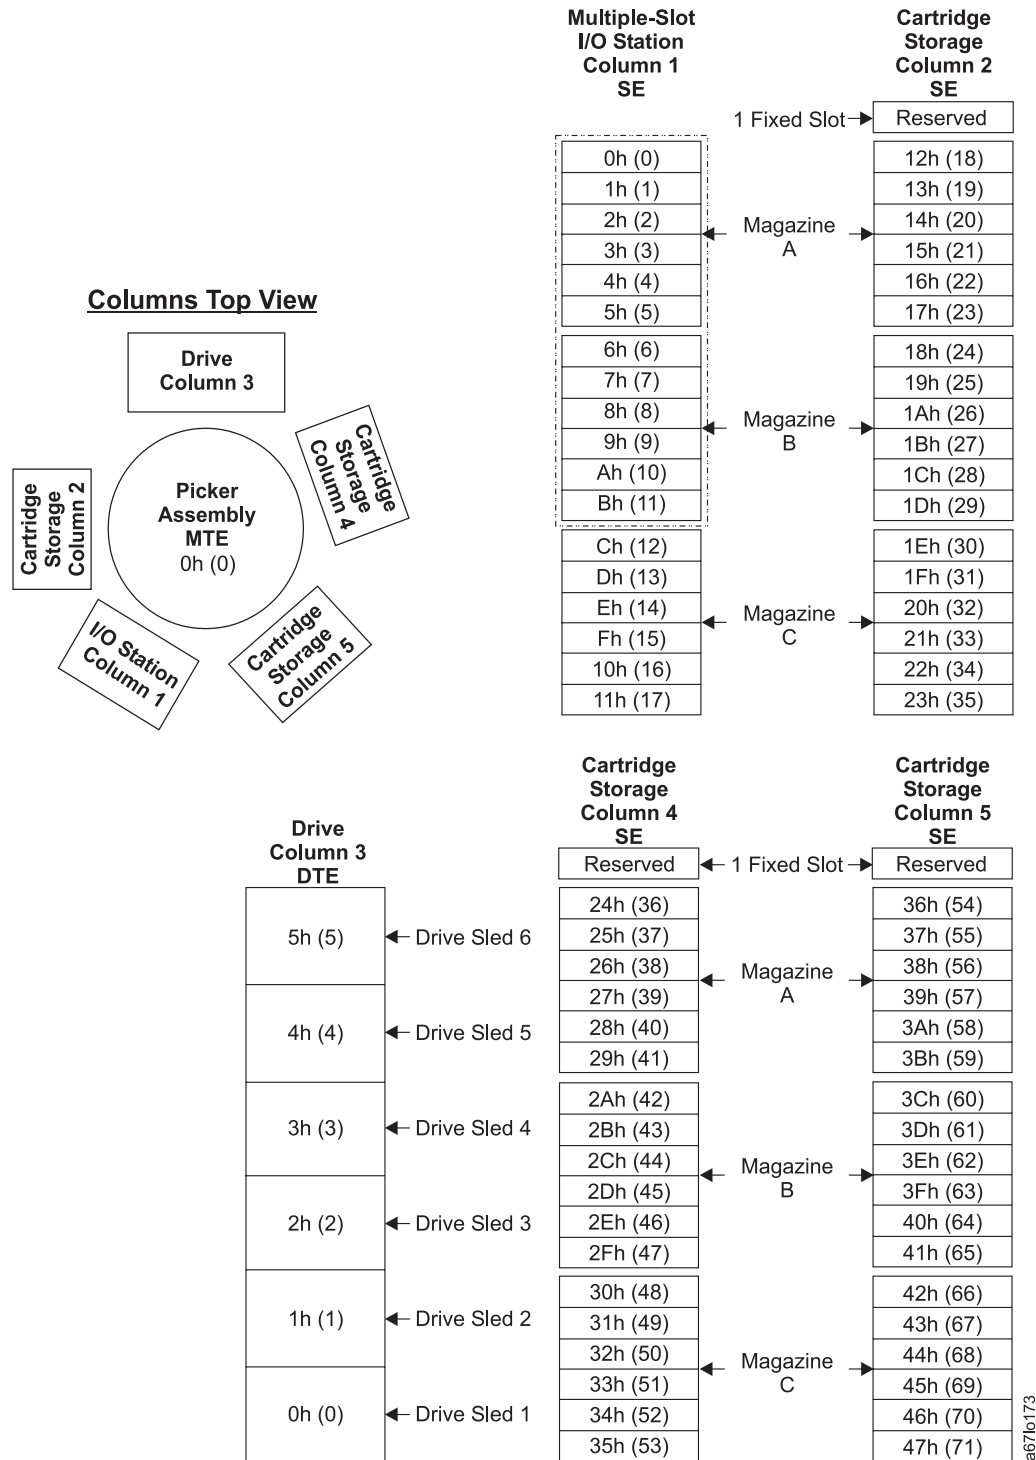 Multiple-Slot
I/O Station
Column 1
SE
Cartridge
Storage
Column 2
SE
1 Fixed Slot
Reserved
0h (0)
1h (1)
2h (2)
3h (3)
4h (4)
5h (5)
Magazine
A
12h (18)
13h (19)
14h (20)
15h (21)
16h (22)
17h (23)
6h (6)
7h (7)
8h (8)
9h (9)
Ah (10)
Bh (11)
Magazine
B
18h (24)
19h (25)
1Ah (26)
1Bh (27)
1Ch (28)
1Dh (29)
Ch (12)
Dh (13)
Eh (14)
Fh (15)
10h (16)
11h (17)
Magazine
C
1Eh (30)
1Fh (31)
20h (32)
21h (33)
22h (34)
23h (35)
Columns Top View
Drive
Column 3
Cartridge
Storage
Column 4
Cartridge
Storage
Column 2
Picker
Assembly
MTE
0h (0)
I/O Station
Column 1
Cartridge
Storage
Column 5
Drive
Column 3
DTE
5h (5)
4h (4)
3h (3)
2h (2)
1h (1)
0h (0)
Drive Sled 6
Drive Sled 5
Drive Sled 4
Drive Sled 3
Drive Sled 2
Drive Sled 1
Cartridge
Storage
Column 4
SE
Cartridge
Storage
Column 5
SE
Reserved
1 Fixed Slot
Reserved
24h (36)
25h (37)
26h (38)
27h (39)
28h (40)
29h (41)
Magazine
A
36h (54)
37h (55)
38h (56)
39h (57)
3Ah (58)
3Bh (59)
2Ah (42)
2Bh (43)
2Ch (44)
2Dh (45)
2Eh (46)
2Fh (47)
Magazine
B
3Ch (60)
3Dh (61)
3Eh (62)
3Fh (63)
40h (64)
41h (65)
30h (48)
31h (49)
32h (50)
33h (51)
34h (52)
35h (53)
Magazine
C
42h (66)
43h (67)
44h (68)
45h (69)
46h (70)
47h (71)
a67lo173